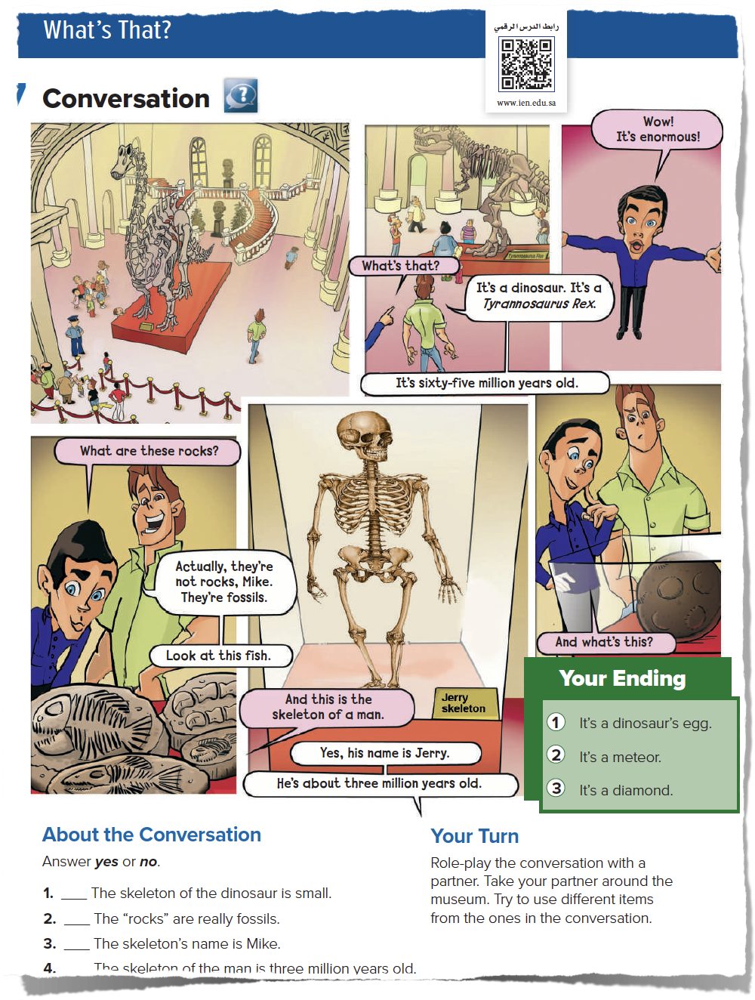 What's That?
رابط الدرس الرقمي
www.ien.edu.sa
Conversation
?
What's that?
It's a dinosaur. It's a
Tyrannosaurus Rex.
It's sixty-five million years old.
Tyrannosaurus Rex
Wow!
It's enormous!
What are these rocks?
Actually, they're
not rocks, Mike.
They're fossils.
Look at this fish.
And this is the
skeleton of a man.
Jerry
skeleton
Yes, his name is Jerry.
He's about three million years old.
And what's this?
Your Ending
1 It's a dinosaur's egg.
2 It's a meteor.
3 It's a diamond.
About the Conversation
Answer yes or no.
1. ___ The skeleton of the dinosaur is small.
2. ___ The “rocks” are really fossils.
3. ___ The skeleton's name is Mike.
4. ___ The skeleton of the man is three million years old.
Your Turn
Role-play the conversation with a
partner. Take your partner around the
museum. Try to use different items
from the ones in the conversation.